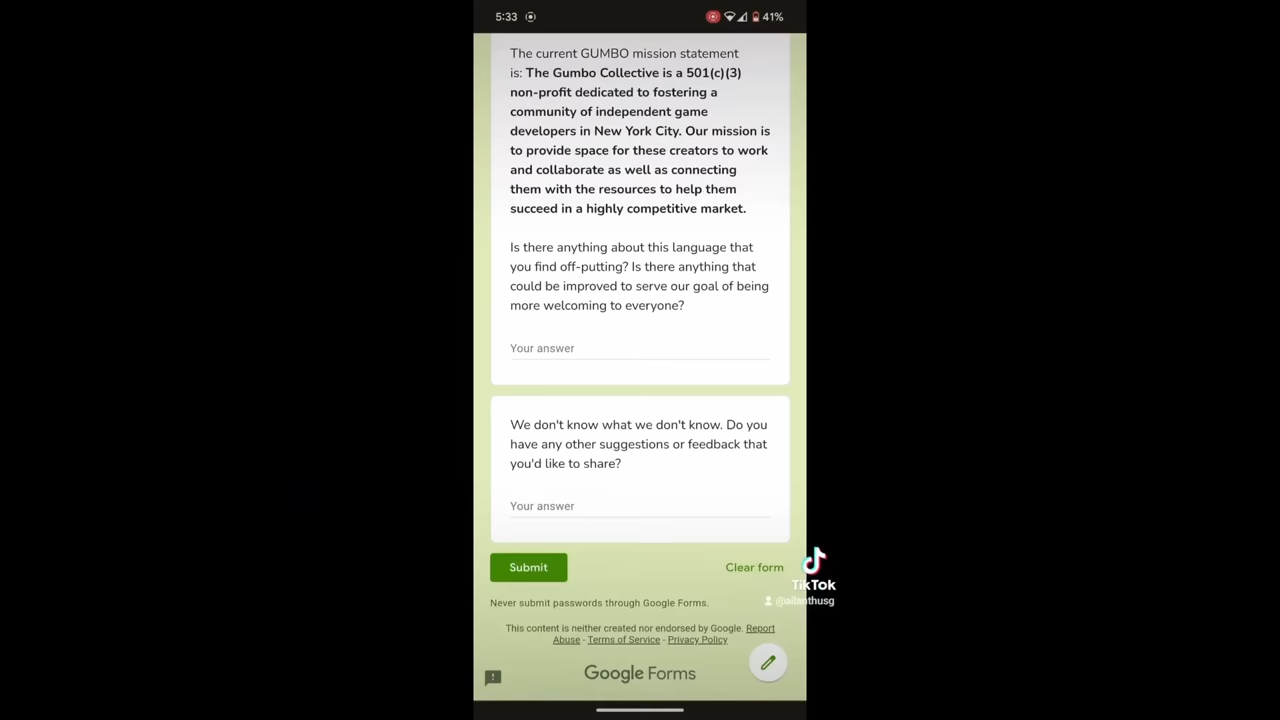 5:33
41%
The current GUMBO mission statement
is: The Gumbo Collective is a 501(c)(3)
non-profit dedicated to fostering a
community of independent game
developers in New York City. Our mission is
to provide space for these creators to work
and collaborate as well as connecting
them with the resources to help them
succeed in a highly competitive market.
Is there anything about this language that
you find off-putting? Is there anything that
could be improved to serve our goal of being
more welcoming to everyone?
Your answer
We don't know what we don't know. Do you
have any other suggestions or feedback that
you'd like to share?
Your answer
Submit
Clear form
TikTok
@ailanthusg
Never submit passwords through Google Forms.
This content is neither created nor endorsed by Google. Report
Abuse - Terms of Service - Privacy Policy
Google Forms